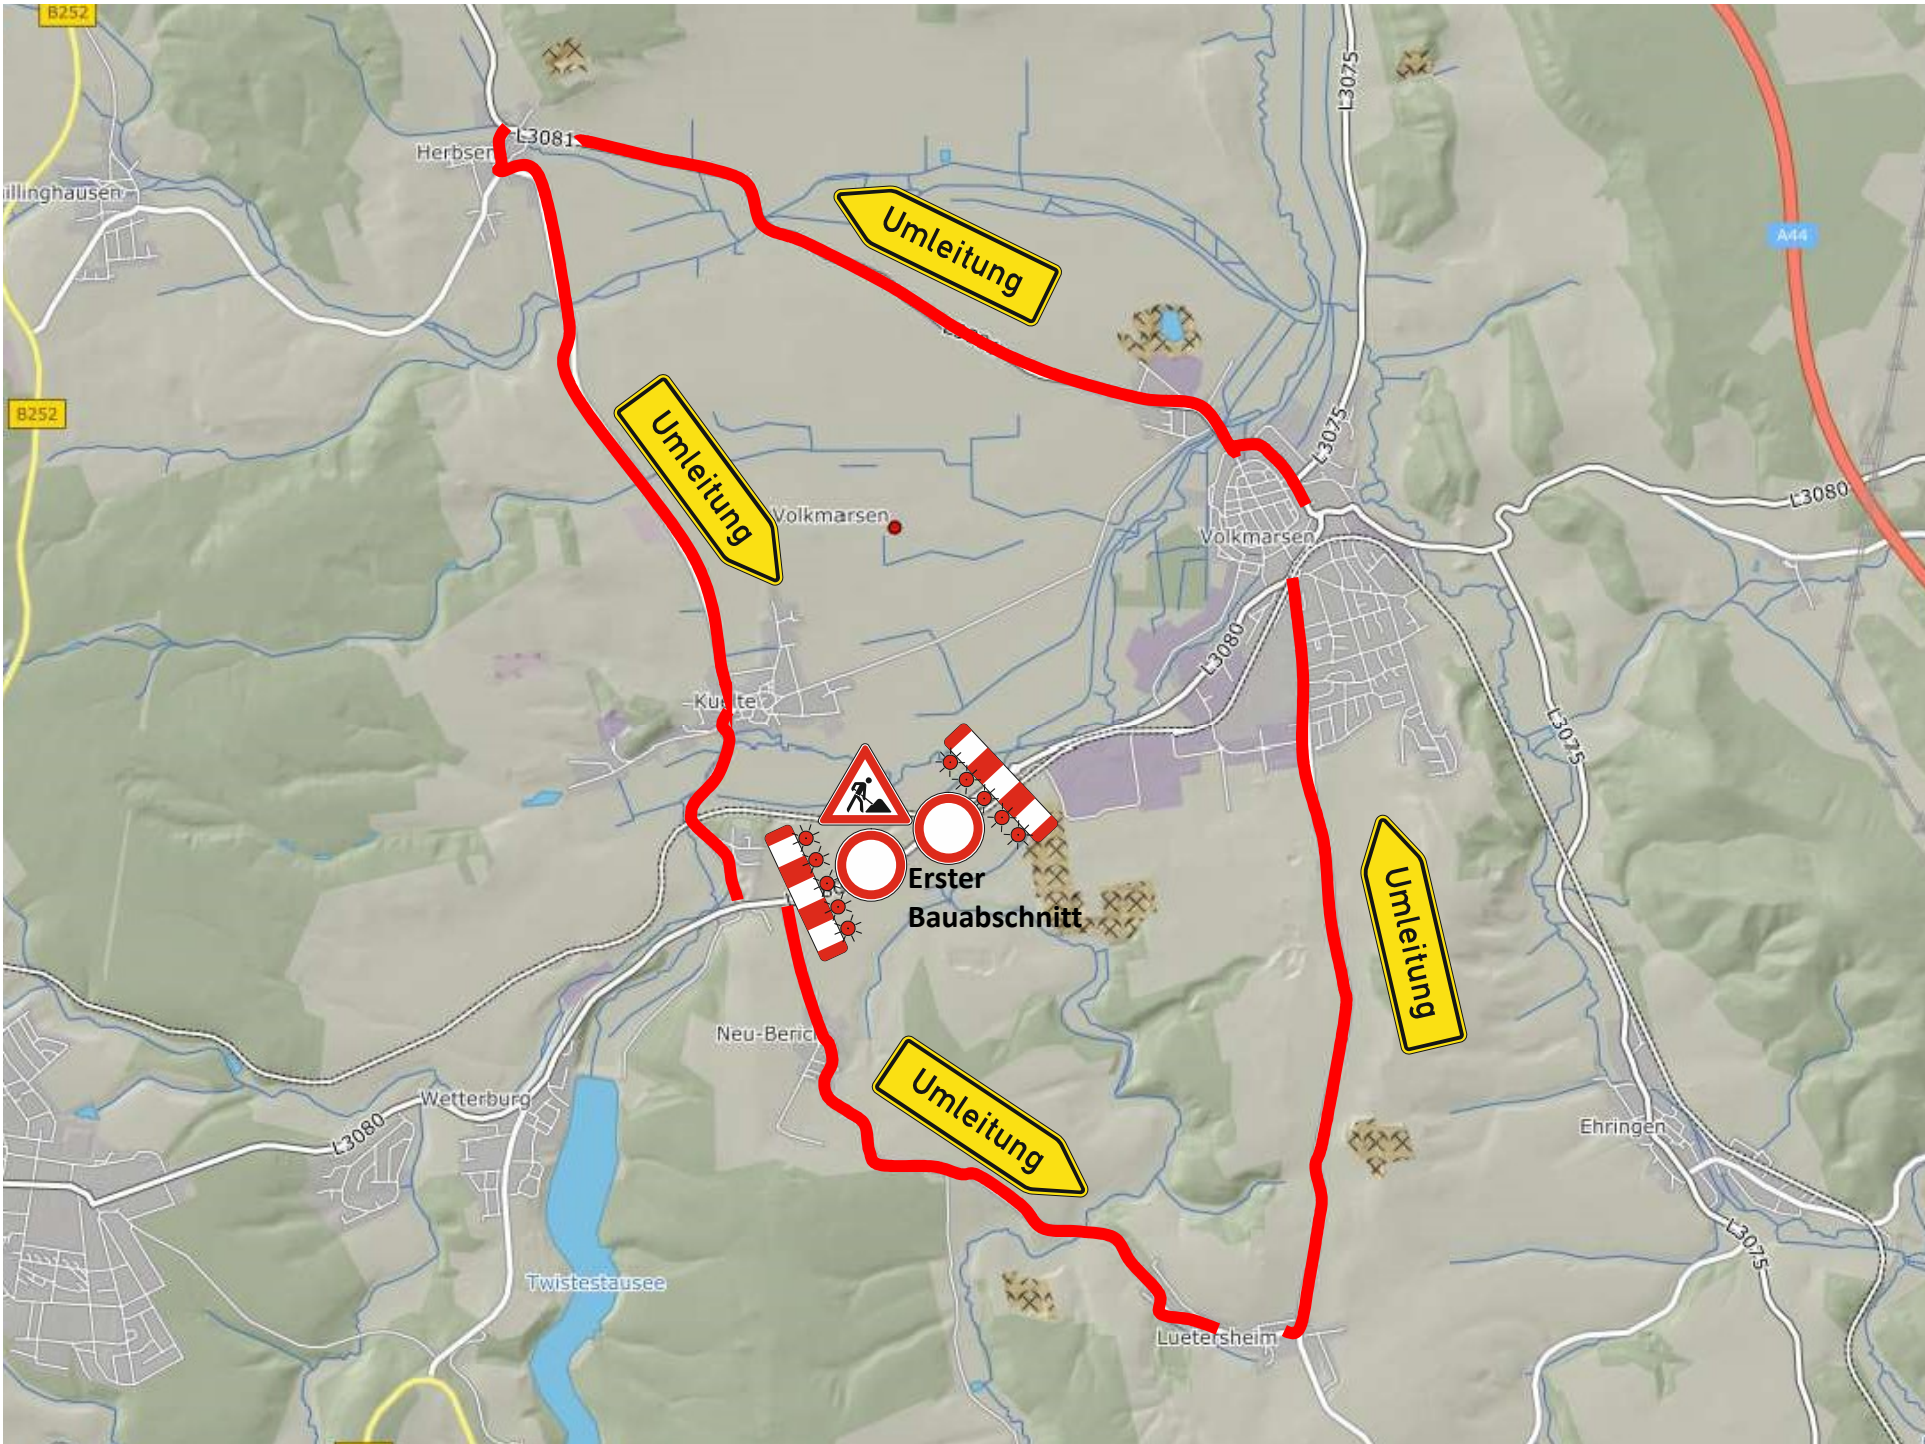 B252
L3075
L3081
Herbsen
illinghausen
Umleitung
A44
B252
Umleitung
L3075
L3080
Volkmarsen
Volkmarsen
L3080
L3075
Erster
Bauabschnitt
Umleitung
Neu-Berich
Umleitung
Wetterburg
L3080
Ehringen
L3075
Twistestausee
Luetersheim